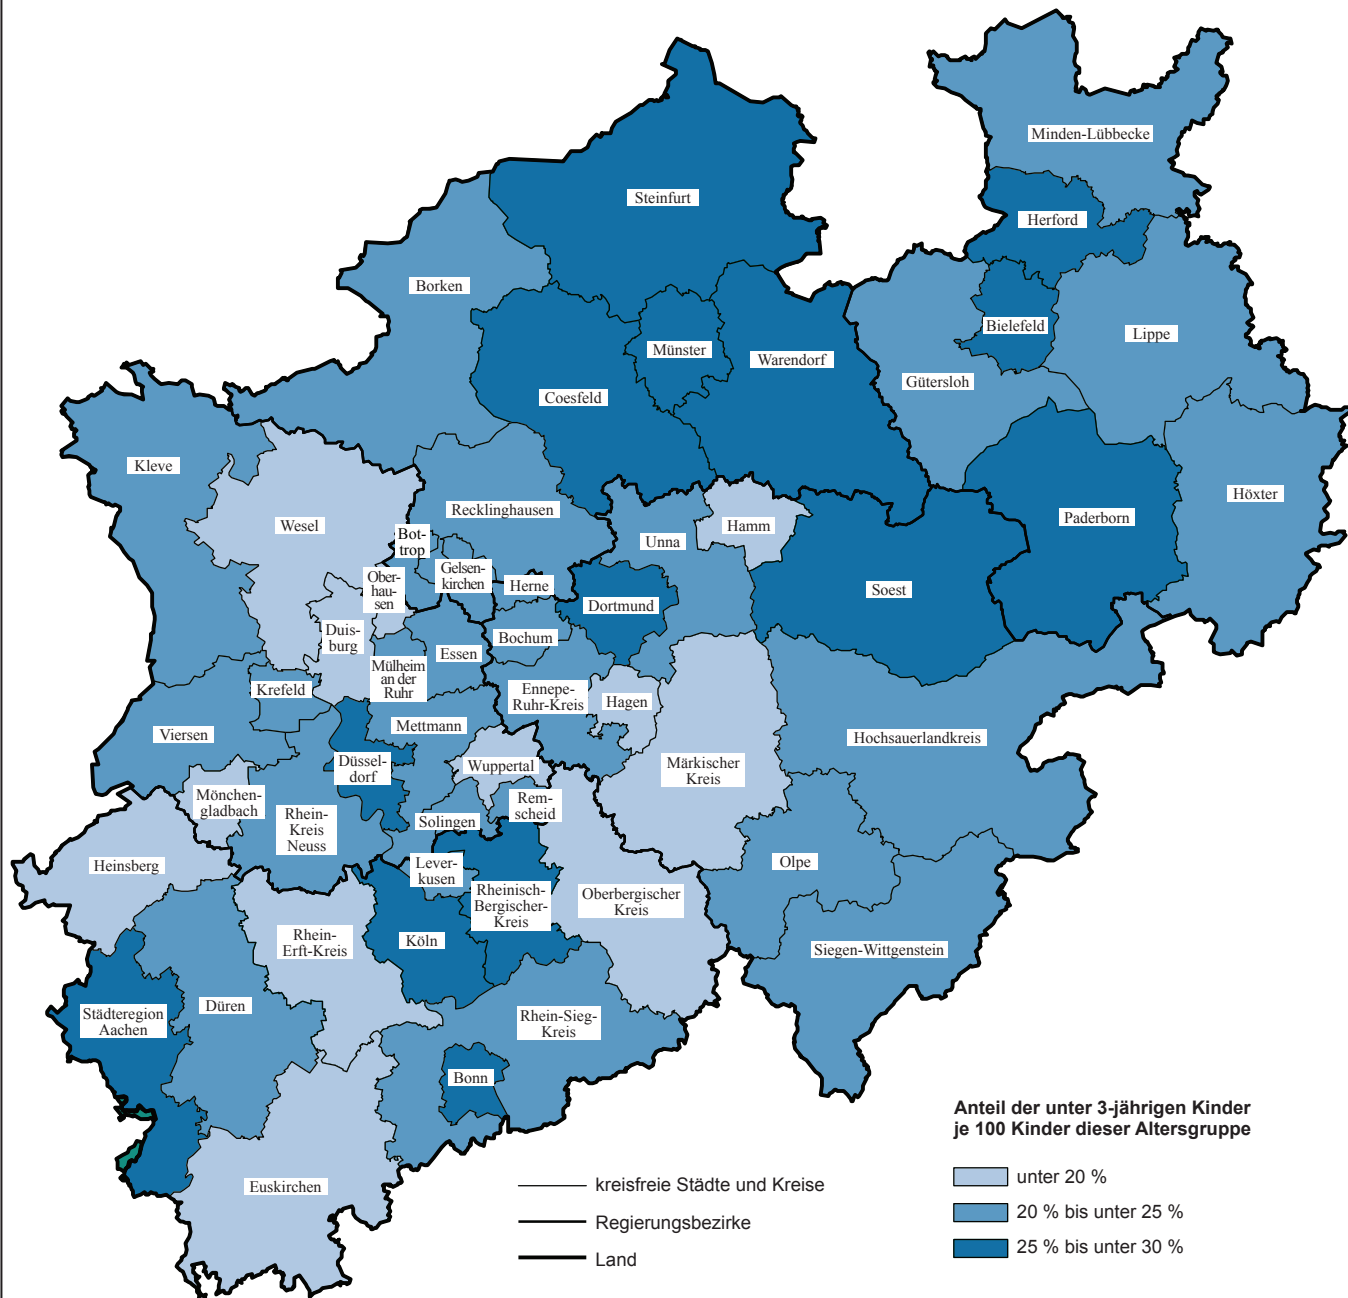 Minden-Lübbecke
Steinfurt
Herford
Borken
Bielefeld
Lippe
Münster
Warendorf
Gütersloh
Coesfeld
Kleve
Höxter
Recklinghausen
Paderborn
Wesel
Hamm
Bot-
trop
Unna
Gelsen-
kirchen
Ober-
hau-
sen
Herne
Soest
Dortmund
Duis-
burg
Bochum
Essen
Mülheim
an der
Ruhr
Krefeld
Ennepe-
Ruhr-Kreis
Hagen
Mettmann
Viersen
Hochsauerlandkreis
Düssel-
dorf
Wuppertal
Märkischer
Kreis
Mönchen-
gladbach
Rem-
scheid
Rhein-
Kreis
Neuss
Solingen
Heinsberg
Lever-
kusen
Olpe
Rheinisch-
Bergischer-
Kreis
Oberbergischer
Kreis
Rhein-
Erft-Kreis
Köln
Siegen-Wittgenstein
Düren
Städteregion
Aachen
Rhein-Sieg-
Kreis
Bonn
Euskirchen
Anteil der unter 3-jährigen Kinder
je 100 Kinder dieser Altersgruppe
unter 20 %
20 % bis unter 25 %
25 % bis unter 30 %
kreisfreie Städte und Kreise
Regierungsbezirke
Land